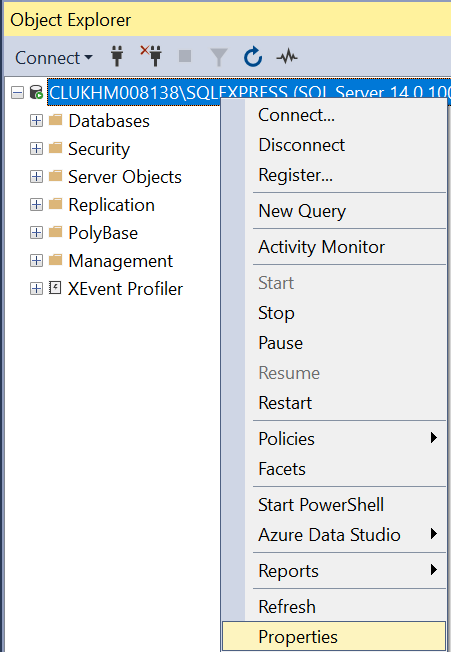 Object Explorer
Connect
CLUKHM008138\SQLEXPRESS (SQL Server 14.0.100
Databases
Security
Server Objects
Replication
PolyBase
Management
XEvent Profiler
Connect...
Disconnect
Register...
New Query
Activity Monitor
Start
Stop
Pause
Resume
Restart
Policies
Facets
Start PowerShell
Azure Data Studio
Reports
Refresh
Properties